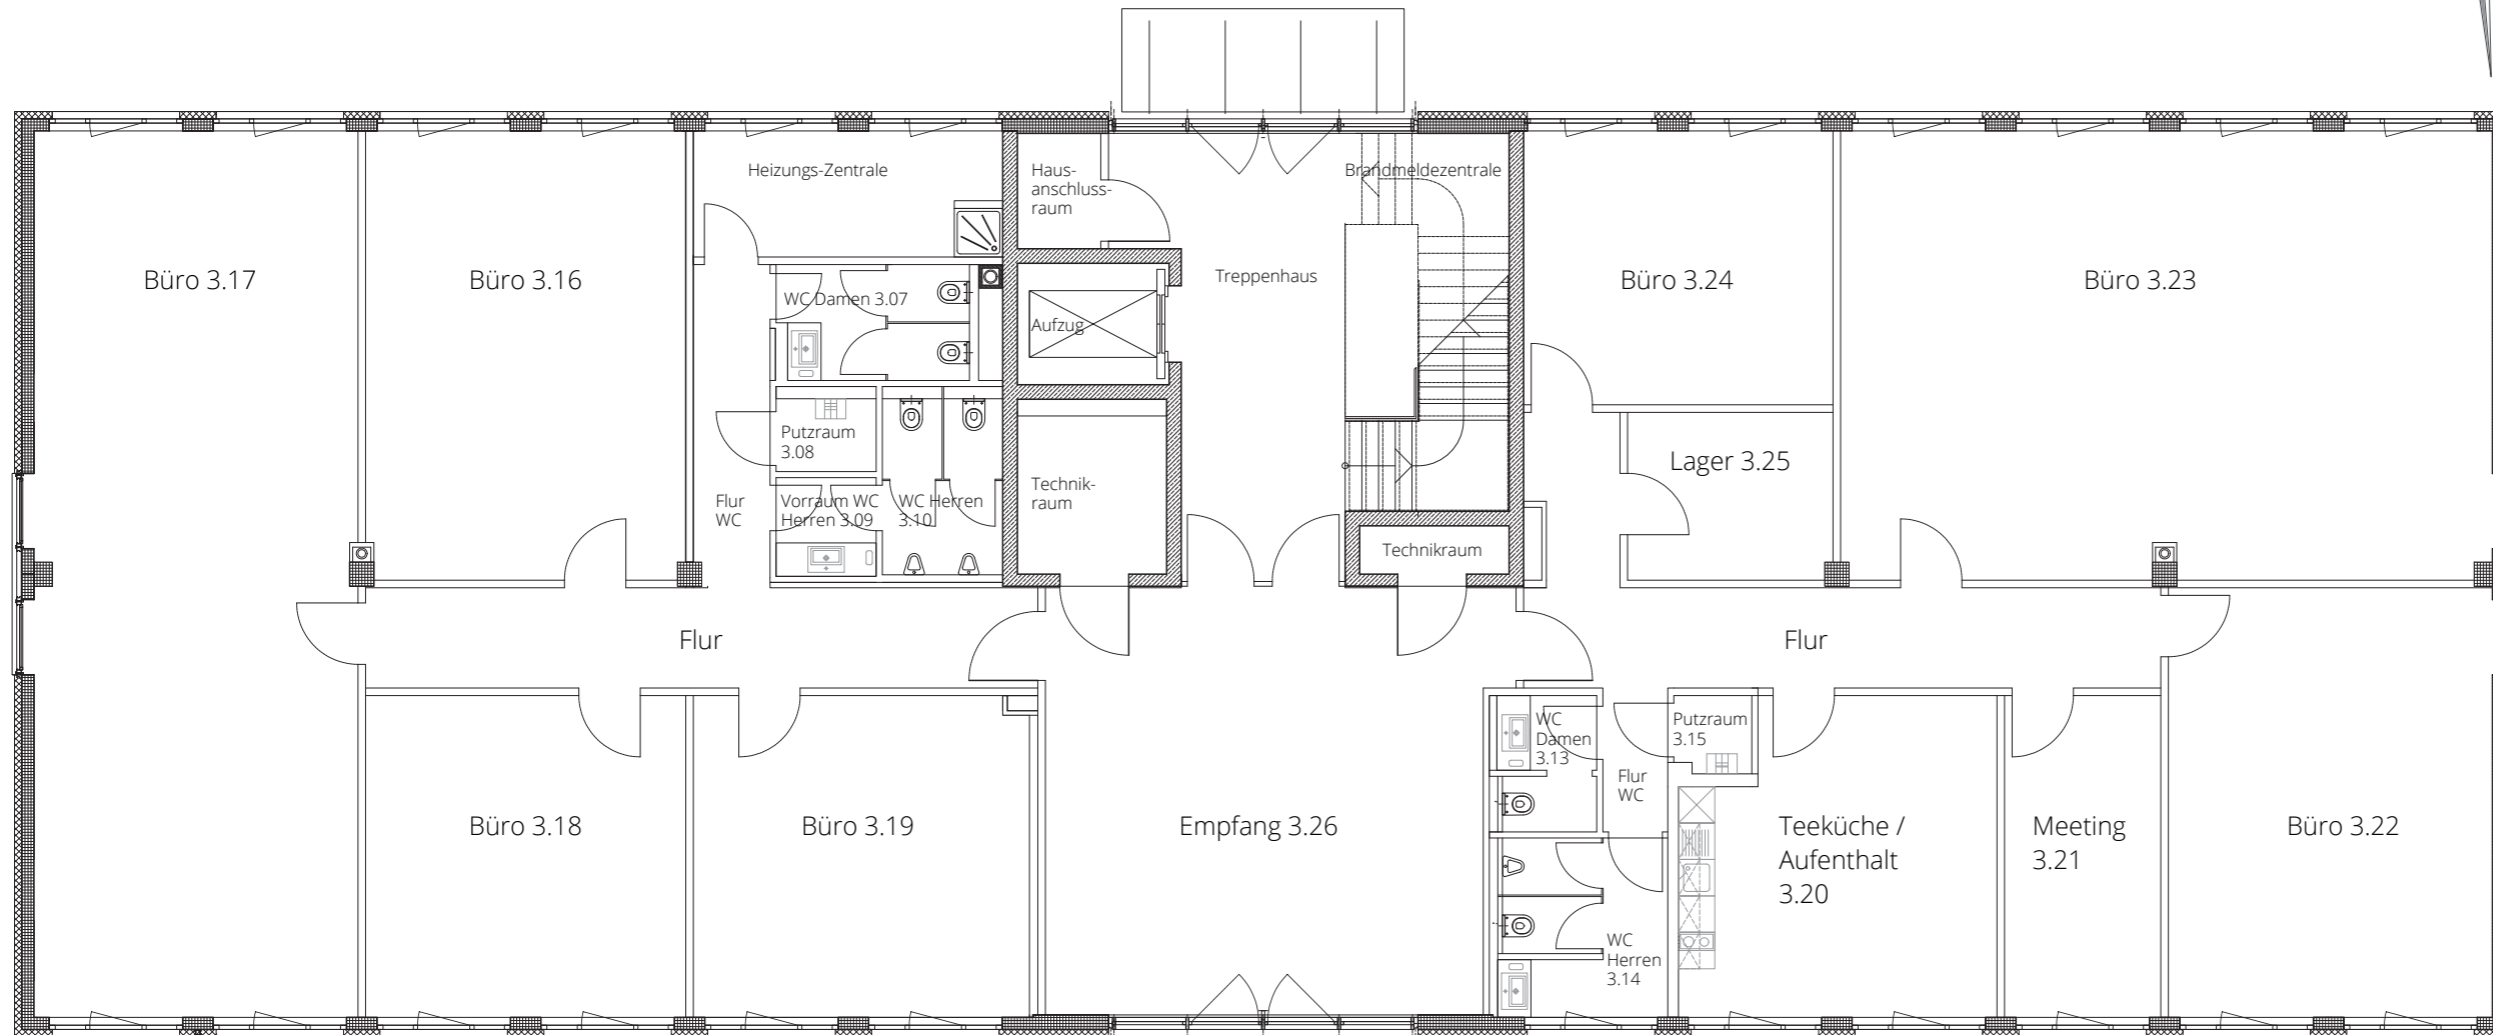 Heizungs-Zentrale
Haus-
anschluss-
raum
Brandmeldezentrale
Büro 3.17
Büro 3.16
WC Damen 3.07
Aufzug
Treppenhaus
Büro 3.24
Büro 3.23
Putzraum
3.08
Lager 3.25
Flur
WC
Vorraum WC
Herren 3.09
WC Herren
3.10
Technik-
raum
Technikraum
Flur
Flur
WC
Damen
3.13
Putzraum
3.15
Flur
WC
Büro 3.18
Büro 3.19
Empfang 3.26
Teeküche /
Aufenthalt
3.20
Meeting
3.21
Büro 3.22
WC
Herren
3.14